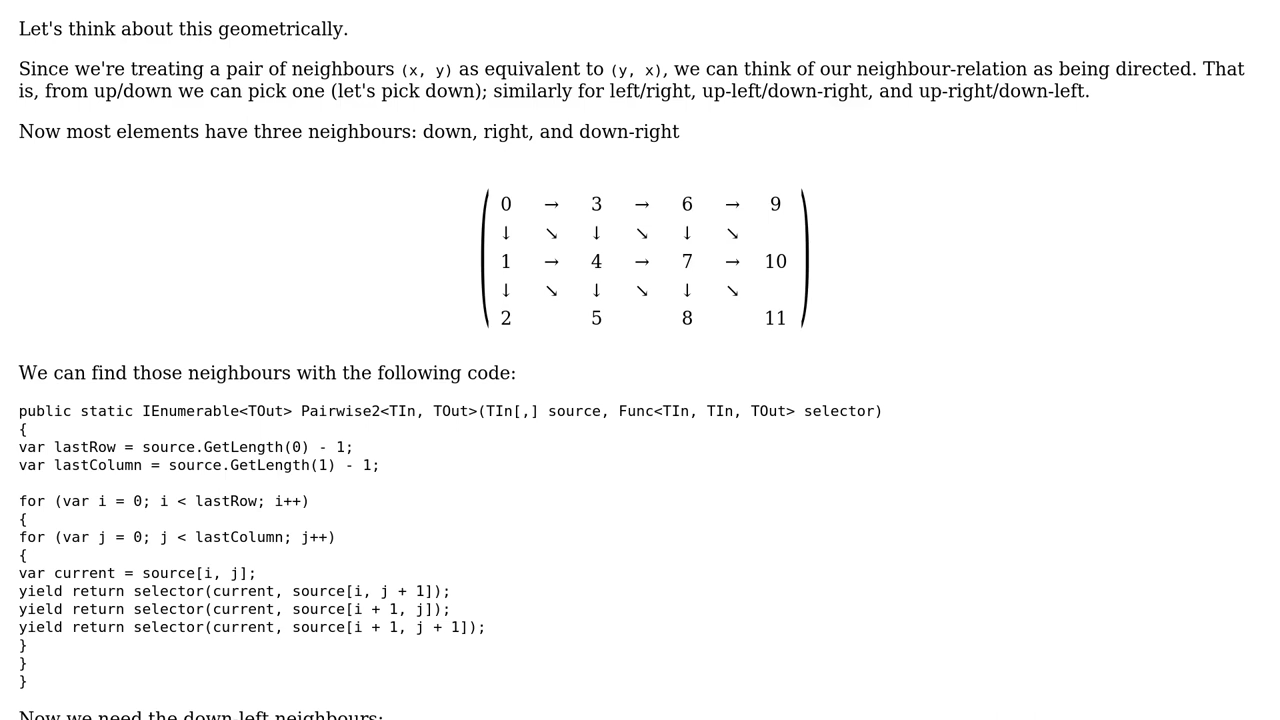 Let's think about this geometrically.
Since we're treating a pair of neighbours (x, y) as equivalent to (y, x), we can think of our neighbour-relation as being directed. That
is, from up/down we can pick one (let's pick down); similarly for left/right, up-left/down-right, and up-right/down-left.
Now most elements have three neighbours: down, right, and down-right
0 → 3 → 6 → 9
↓ ↘ ↓ ↘ ↓ ↘
1 → 4 → 7 → 10
↓ ↘ ↓ ↘ ↓ ↘
2 5 8 11
We can find those neighbours with the following code:
public static IEnumerable<TOut> Pairwise2<TIn, TOut>(TIn[,] source, Func<TIn, TIn, TOut> selector)
{
var lastRow = source.GetLength(0) - 1;
var lastColumn = source.GetLength(1) - 1;
for (var i = 0; i < lastRow; i++)
{
for (var j = 0; j < lastColumn; j++)
{
var current = source[i, j];
yield return selector(current, source[i, j + 1]);
yield return selector(current, source[i + 1, j]);
yield return selector(current, source[i + 1, j + 1]);
}
}
}
Now we need the down-left neighbours: